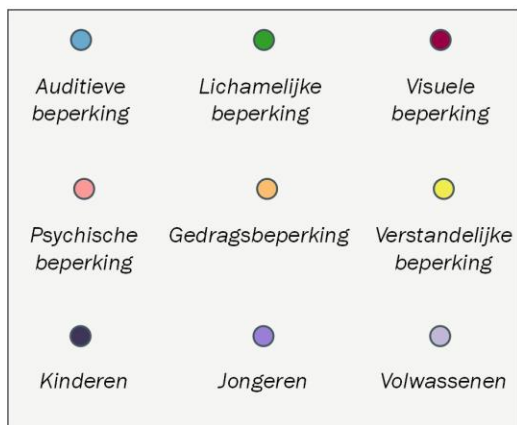 Auditieve Lichamelijke Visuele
beperking beperking beperking
Psychische Gedragsbeperking Verstandelijke
beperking beperking
Kinderen Jongeren Volwassenen